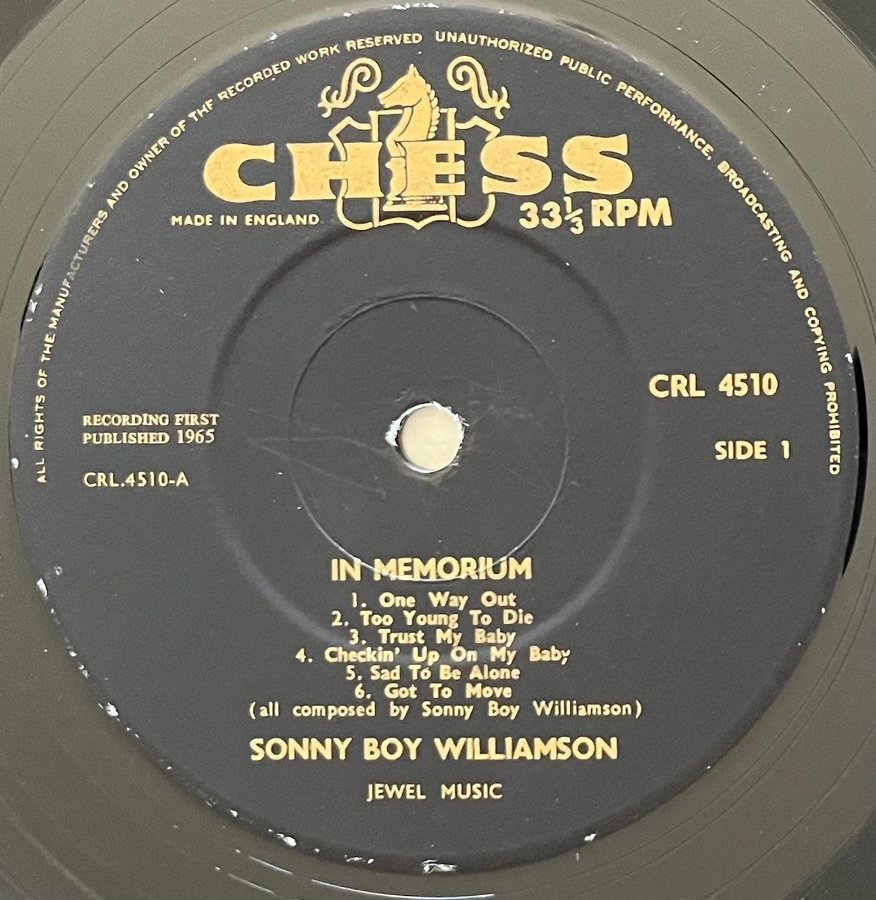 ALL RIGHTS OF THE MANUFACTURERS AND OWNER OF THE RECORDED WORK RESERVED UNAUTHORIZED PUBLIC PERFORMANCE, BROADCASTING AND COPYING PROHIBITED
CHESS
MADE IN ENGLAND
33⅓ RPM
CRL 4510
RECORDING FIRST
PUBLISHED 1965
SIDE 1
CRL.4510-A
IN MEMORIUM
1. One Way Out
2. Too Young To Die
3. Trust My Baby
4. Checkin' Up On My Baby
5. Sad To Be Alone
6. Got To Move
(all composed by Sonny Boy Williamson)
SONNY BOY WILLIAMSON
JEWEL MUSIC